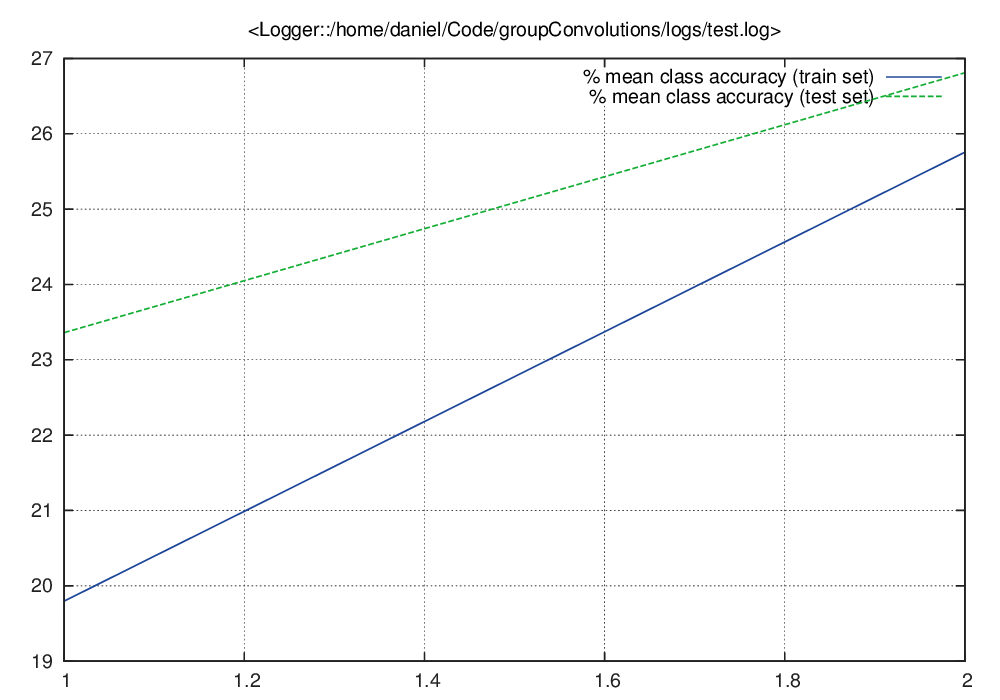 <Logger::/home/daniel/Code/groupConvolutions/logs/test.log>
% mean class accuracy (train set)
% mean class accuracy (test set)
27
26
25
24
23
22
21
20
19
1 1.2 1.4 1.6 1.8 2